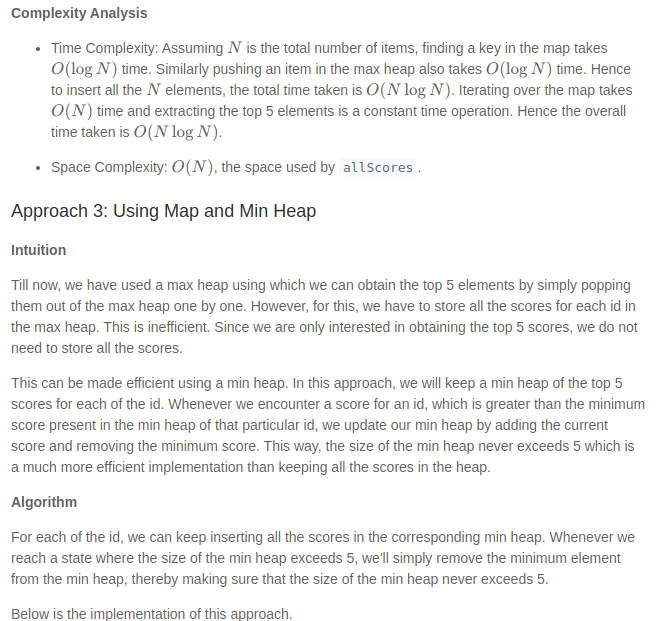 Complexity Analysis
• Time Complexity: Assuming N is the total number of items, finding a key in the map takes
O(log N) time. Similarly pushing an item in the max heap also takes O(log N) time. Hence
to insert all the N elements, the total time taken is O(N log N). Iterating over the map takes
O(N) time and extracting the top 5 elements is a constant time operation. Hence the overall
time taken is O(N log N).
• Space Complexity: O(N), the space used by allScores .
Approach 3: Using Map and Min Heap
Intuition
Till now, we have used a max heap using which we can obtain the top 5 elements by simply popping
them out of the max heap one by one. However, for this, we have to store all the scores for each id in
the max heap. This is inefficient. Since we are only interested in obtaining the top 5 scores, we do not
need to store all the scores.
This can be made efficient using a min heap. In this approach, we will keep a min heap of the top 5
scores for each of the id. Whenever we encounter a score for an id, which is greater than the minimum
score present in the min heap of that particular id, we update our min heap by adding the current
score and removing the minimum score. This way, the size of the min heap never exceeds 5 which is
a much more efficient implementation than keeping all the scores in the heap.
Algorithm
For each of the id, we can keep inserting all the scores in the corresponding min heap. Whenever we
reach a state where the size of the min heap exceeds 5, we'll simply remove the minimum element
from the min heap, thereby making sure that the size of the min heap never exceeds 5.
Below is the implementation of this approach.